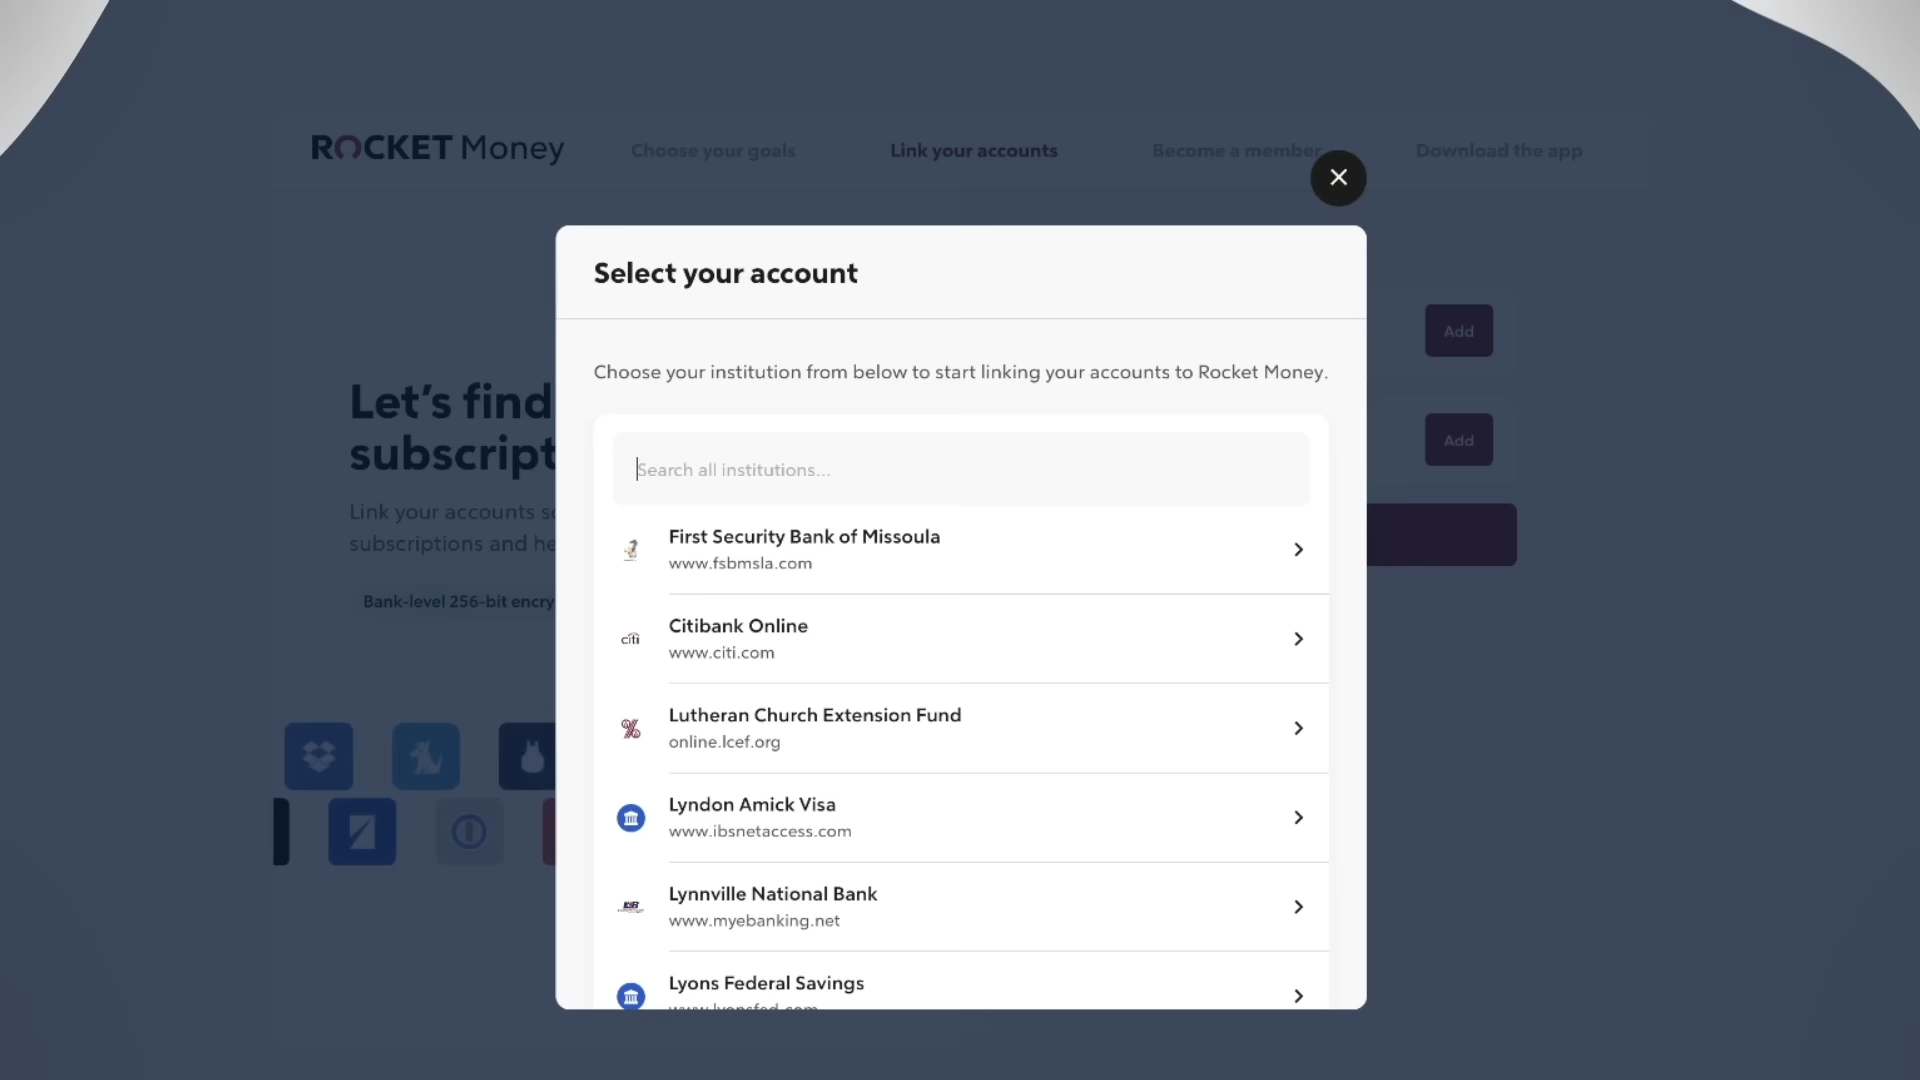 ROCKET Money
Choose your goals
Link your accounts
Become a member
Download the app
Select your account
Choose your institution from below to start linking your accounts to Rocket Money.
Search all institutions...
First Security Bank of Missoula
www.fsbmsla.com
citi
Citibank Online
www.citi.com
Lutheran Church Extension Fund
online.lcef.org
Lyndon Amick Visa
www.ibsnetaccess.com
Lynnville National Bank
www.myebanking.net
Lyons Federal Savings
www.lyonsfed.com
Let's find
subscript
Link your accounts s
subscriptions and he
Bank-level 256-bit encry
Add
Add